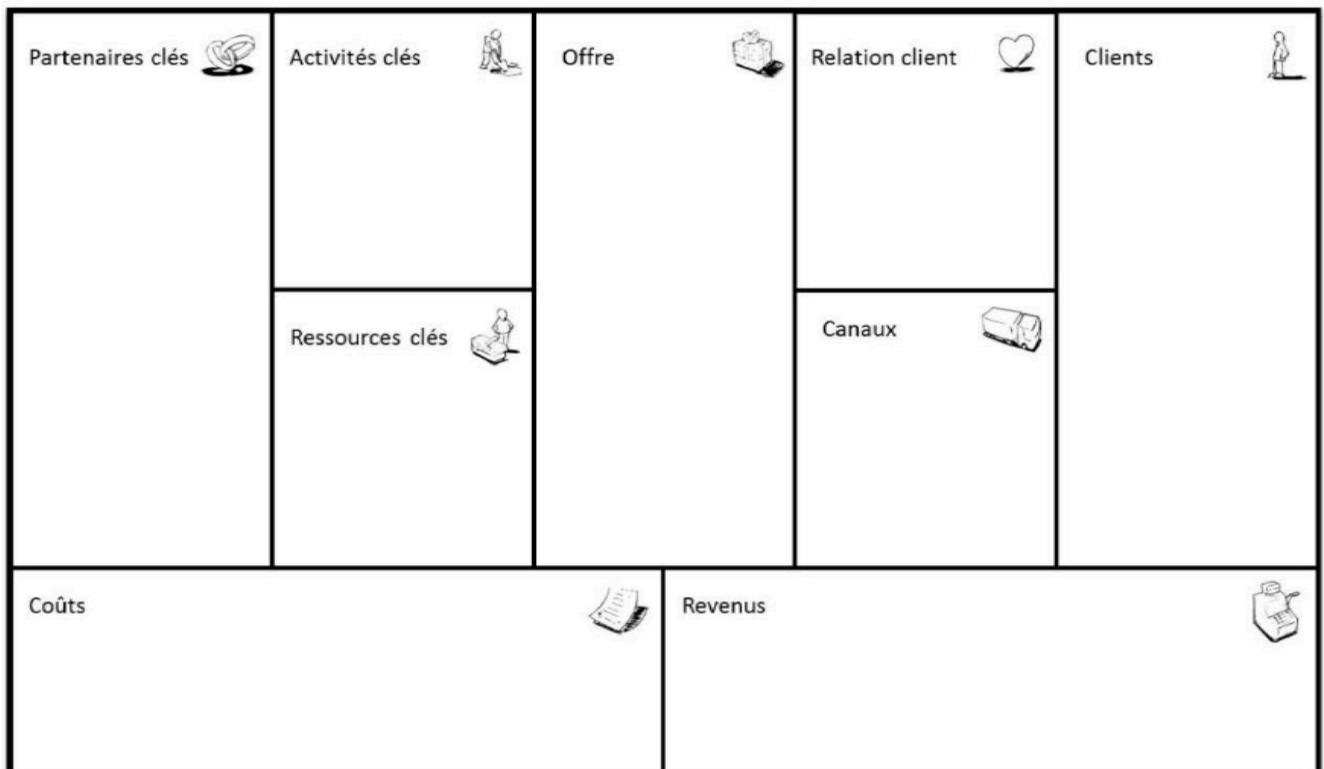 Partenaires clés
Activités clés
Offre
Relation client
Clients
Ressources clés
Canaux
Coûts
Revenus